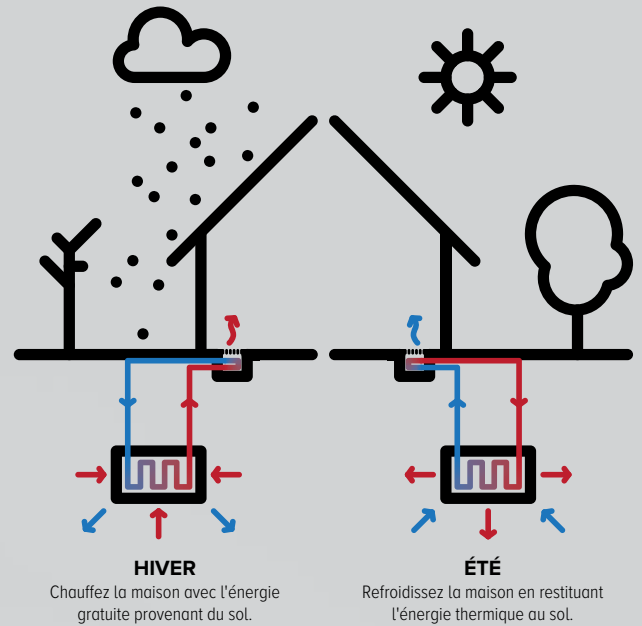 HIVER
Chauffez la maison avec l'énergie
gratuite provenant du sol.
ÉTÉ
Refroidissez la maison en restituant
l'énergie thermique au sol.